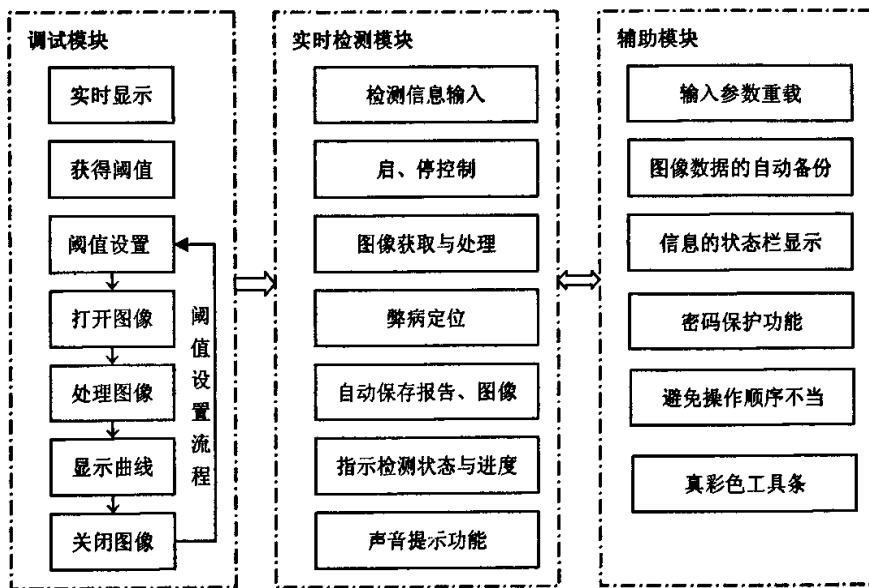 调试模块
实时显示
获得阈值
阈值设置
打开图像
处理图像
显示曲线
关闭图像
阈值设置流程
实时检测模块
检测信息输入
启、停控制
图像获取与处理
弊病定位
自动保存报告、图像
指示检测状态与进度
声音提示功能
辅助模块
输入参数重载
图像数据的自动备份
信息的状态栏显示
密码保护功能
避免操作顺序不当
真彩色工具条